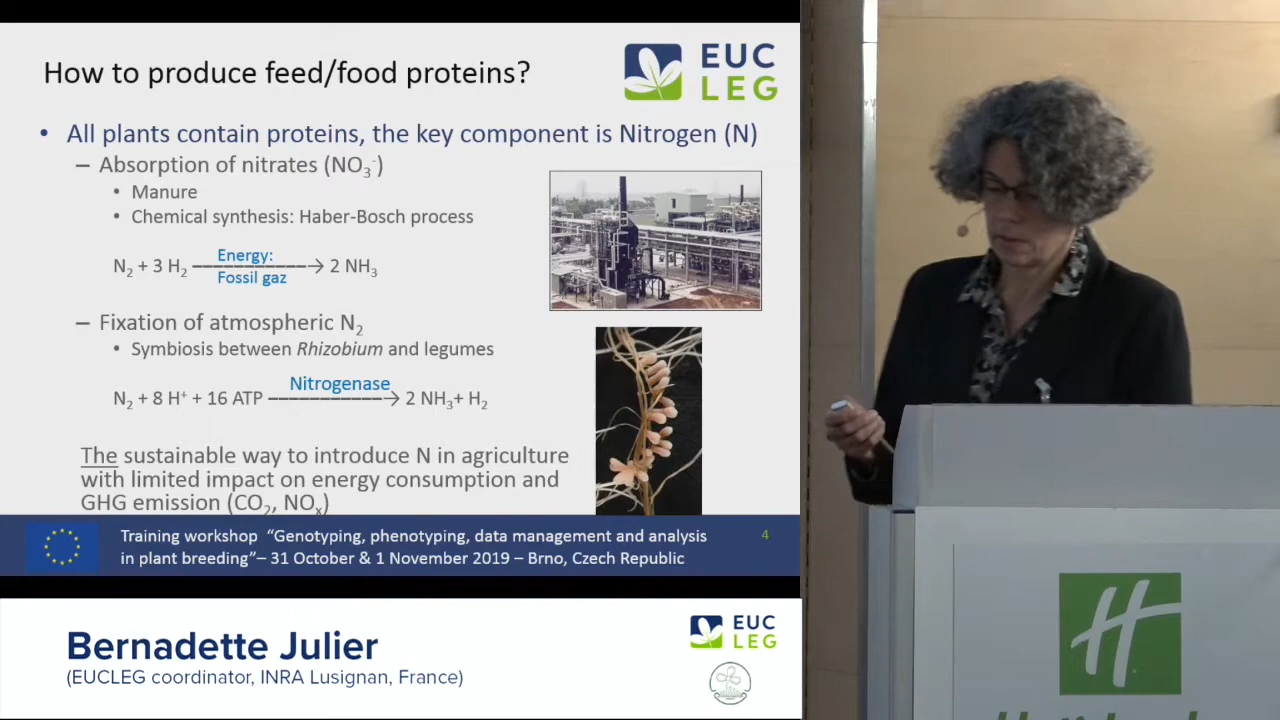 How to produce feed/food proteins?
EUC
LEG
• All plants contain proteins, the key component is Nitrogen (N)
– Absorption of nitrates (NO₃⁻)
• Manure
• Chemical synthesis: Haber-Bosch process
Energy:
N₂ + 3 H₂ ––––––––––––→ 2 NH₃
Fossil gaz
– Fixation of atmospheric N₂
• Symbiosis between Rhizobium and legumes
Nitrogenase
N₂ + 8 H⁺ + 16 ATP –––––––––––→ 2 NH₃+ H₂
The sustainable way to introduce N in agriculture
with limited impact on energy consumption and
GHG emission (CO₂, NOₓ)
Training workshop “Genotyping, phenotyping, data management and analysis
in plant breeding”– 31 October & 1 November 2019 – Brno, Czech Republic
4
Bernadette Julier
(EUCLEG coordinator, INRA Lusignan, France)
EUC
LEG
H